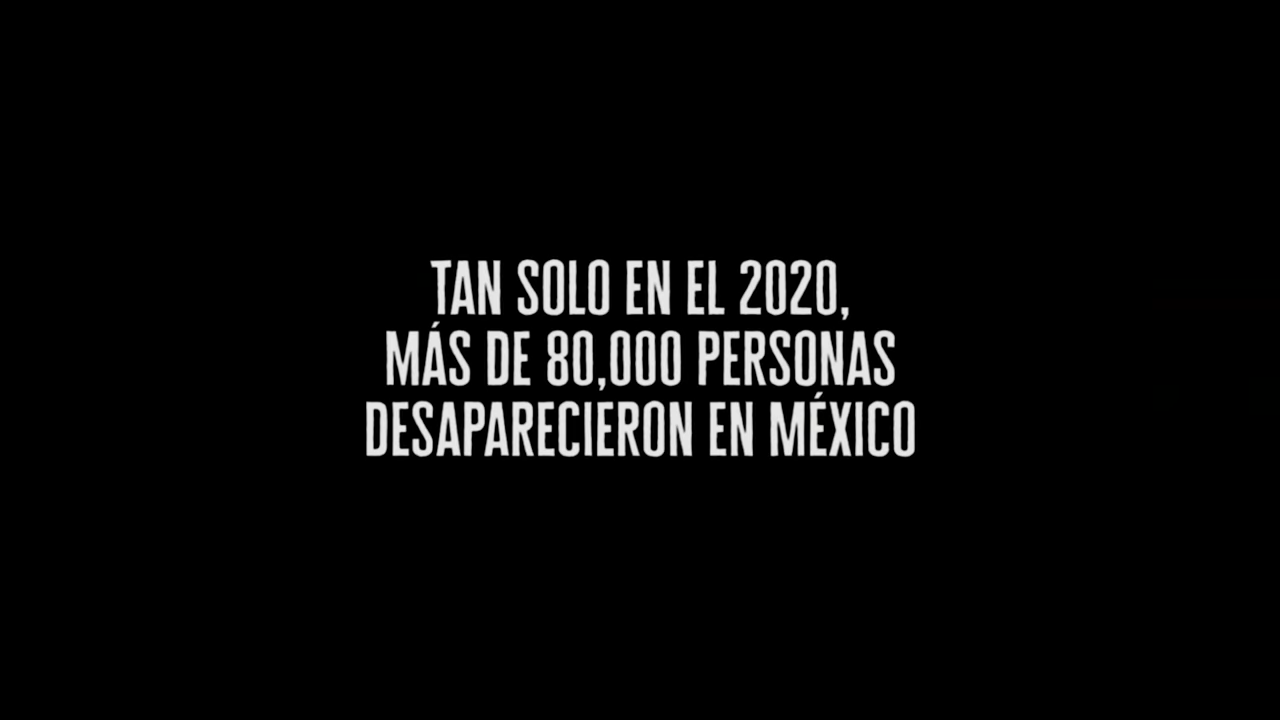 TAN SOLO EN EL 2020,
MÁS DE 80,000 PERSONAS
DESAPARECIERON EN MÉXICO